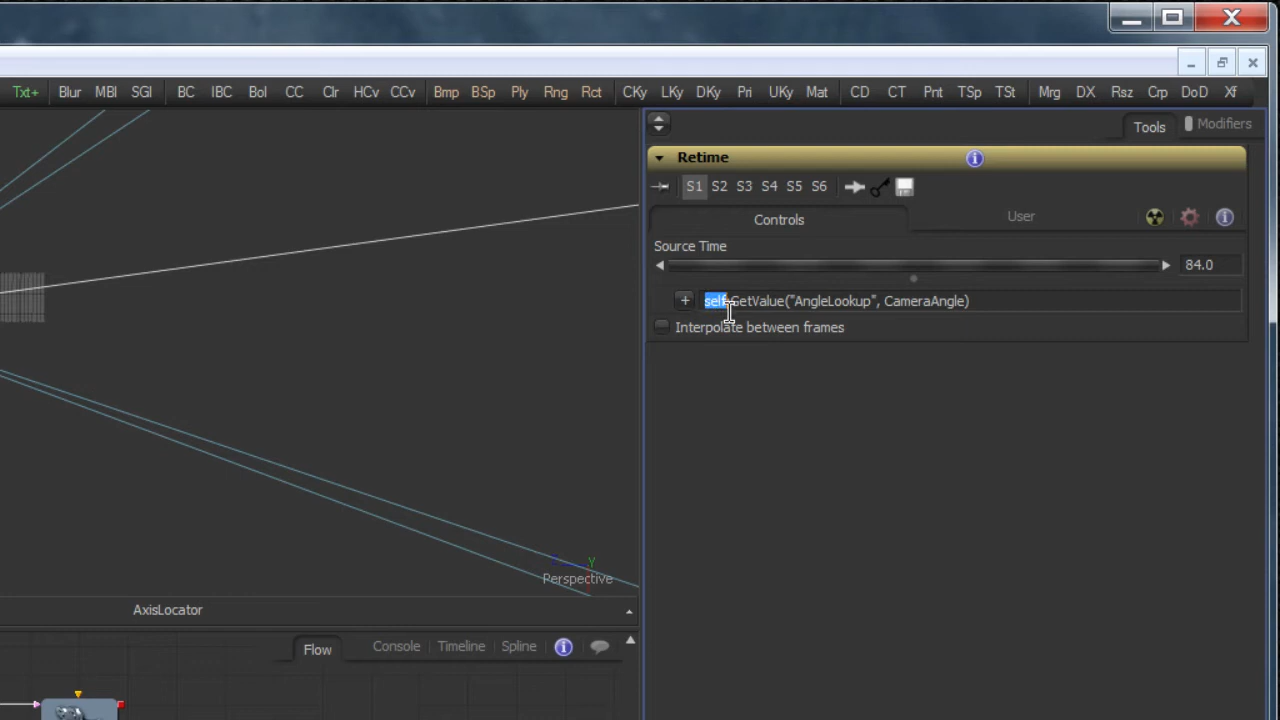 Txt+ Blur MBl SGl BC IBC Bol CC Clr HCv CCv Bmp BSp Ply Rng Rct CKy LKy DKy Pri UKy Mat CD CT Pnt TSp TSt Mrg DX Rsz Crp DoD Xf
Tools Modifiers
Retime
S1 S2 S3 S4 S5 S6
Controls User
Source Time
84.0
self:GetValue("AngleLookup", CameraAngle)
Interpolate between frames
Y
Perspective
AxisLocator
Flow Console Timeline Spline